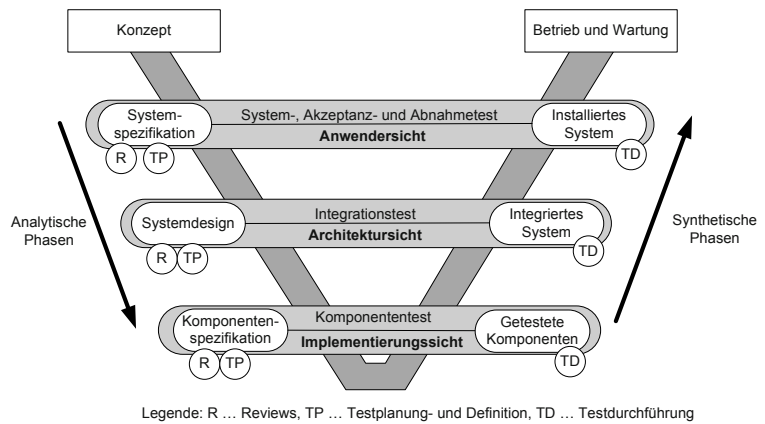 Konzept
Betrieb und Wartung
System-
spezifikation
System-, Akzeptanz- und Abnahmetest
Anwendersicht
Installiertes
System
R
TP
TD
Analytische
Phasen
Systemdesign
Integrationstest
Architektursicht
Integriertes
System
Synthetische
Phasen
R
TP
TD
Komponenten-
spezifikation
Komponententest
Implementierungssicht
Getestete
Komponenten
R
TP
TD
Legende: R … Reviews, TP … Testplanung- und Definition, TD … Testdurchführung